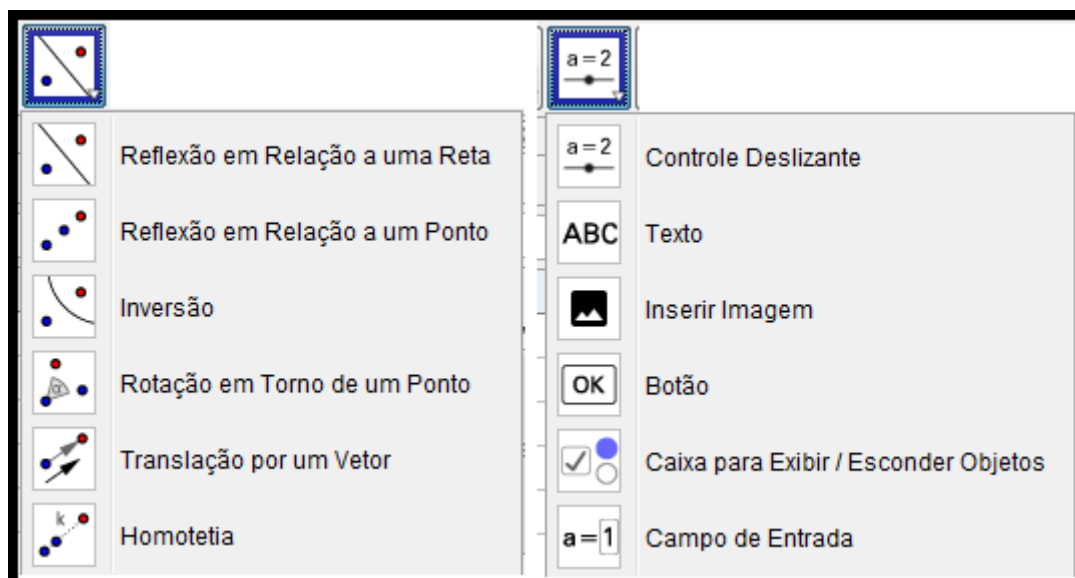 a = 2
Reflexão em Relação a uma Reta
Reflexão em Relação a um Ponto
Inversão
α
Rotação em Torno de um Ponto
Translação por um Vetor
k
Homotetia
a = 2
Controle Deslizante
ABC
Texto
Inserir Imagem
OK
Botão
Caixa para Exibir / Esconder Objetos
a = 1
Campo de Entrada